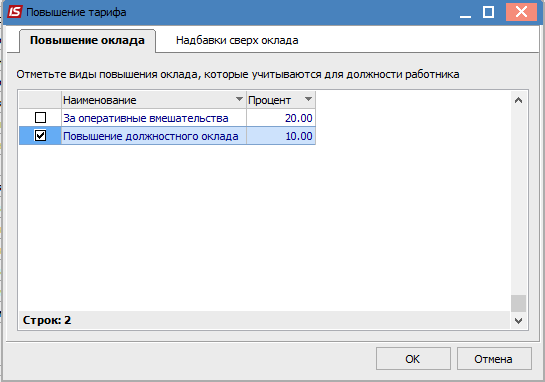 IS Повышение тарифа
Повышение оклада Надбавки сверх оклада
Отметьте виды повышения оклада, которые учитываются для должности работника
Наименование Процент
За оперативные вмешательства 20.00
Повышение должностного оклада 10.00
Строк: 2
OK Отмена